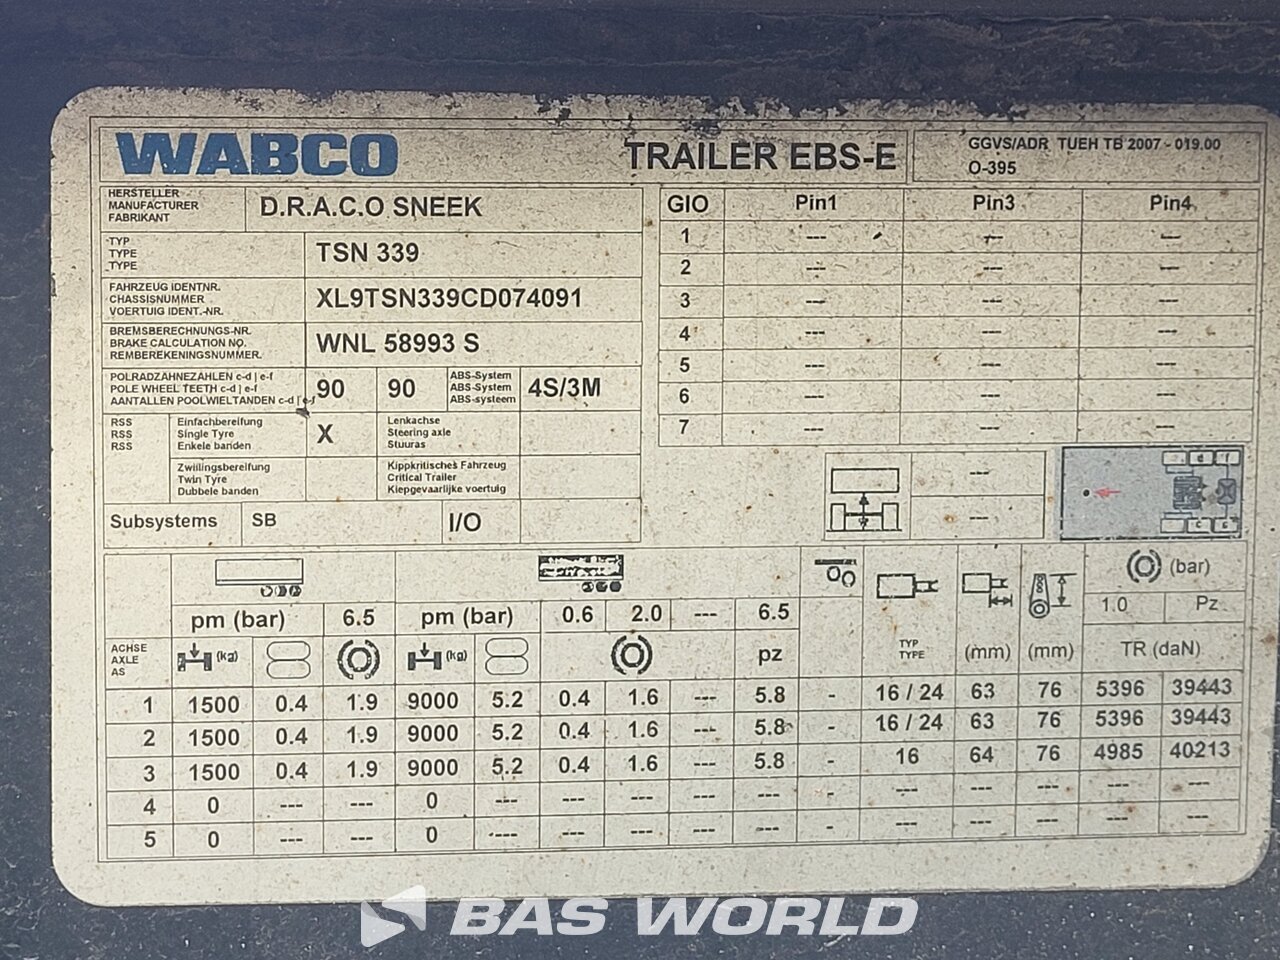 WABCO
TRAILER EBS-E
GGVS/ADR TUEH TB 2007 - 019.00
O-395
HERSTELLER
MANUFACTURER
FABRIKANT
D.R.A.C.O SNEEK
TYP
TYPE
TYPE
TSN 339
FAHRZEUG IDENTNR.
CHASSISNUMMER
VOERTUIG IDENT.-NR.
XL9TSN339CD074091
BREMSBERECHNUNGS-NR.
BRAKE CALCULATION NO.
REMBEREKENINGSNUMMER.
WNL 58993 S
POLRADZÄHNEZAHLEN c-d | e-f
POLE WHEEL TEETH c-d | e-f
AANTALLEN POOLWIELTANDEN c-d | e-f
90 90
ABS-System
ABS-System
ABS-systeem
4S/3M
RSS
RSS
RSS
Einfachbereifung
Single Tyre
Enkele banden
X
Lenkachse
Steering axle
Stuuras
Zwillingsbereifung
Twin Tyre
Dubbele banden
Kippkritisches Fahrzeug
Critical Trailer
Kiepgevaarlijke voertuig
Subsystems SB I/O
GIO Pin1 Pin3 Pin4
1 --- --- ---
2 --- --- ---
3 --- --- ---
4 --- --- ---
5 --- --- ---
6 --- --- ---
7 --- --- ---
---
---
d f
c e
pm (bar) 6.5 pm (bar) 0.6 2.0 --- 6.5
(bar)
1.0 Pz
ACHSE
AXLE
AS
(kg) (kg) pz
TYP
TYPE
(mm) (mm) TR (daN)
1 1500 0.4 1.9 9000 5.2 0.4 1.6 --- 5.8 - 16 / 24 63 76 5396 39443
2 1500 0.4 1.9 9000 5.2 0.4 1.6 --- 5.8 - 16 / 24 63 76 5396 39443
3 1500 0.4 1.9 9000 5.2 0.4 1.6 --- 5.8 - 16 64 76 4985 40213
4 0 --- --- 0 --- --- --- --- --- - --- --- --- --- ---
5 0 --- --- 0 --- --- --- --- --- - --- --- --- --- ---
BAS WORLD